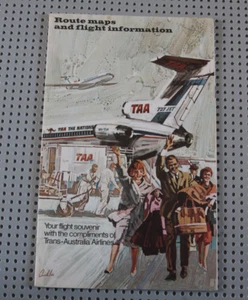 Route maps
and flight information
TAA
TAA
Your flight souvenir
with the compliments of
Trans-Australia Airlines